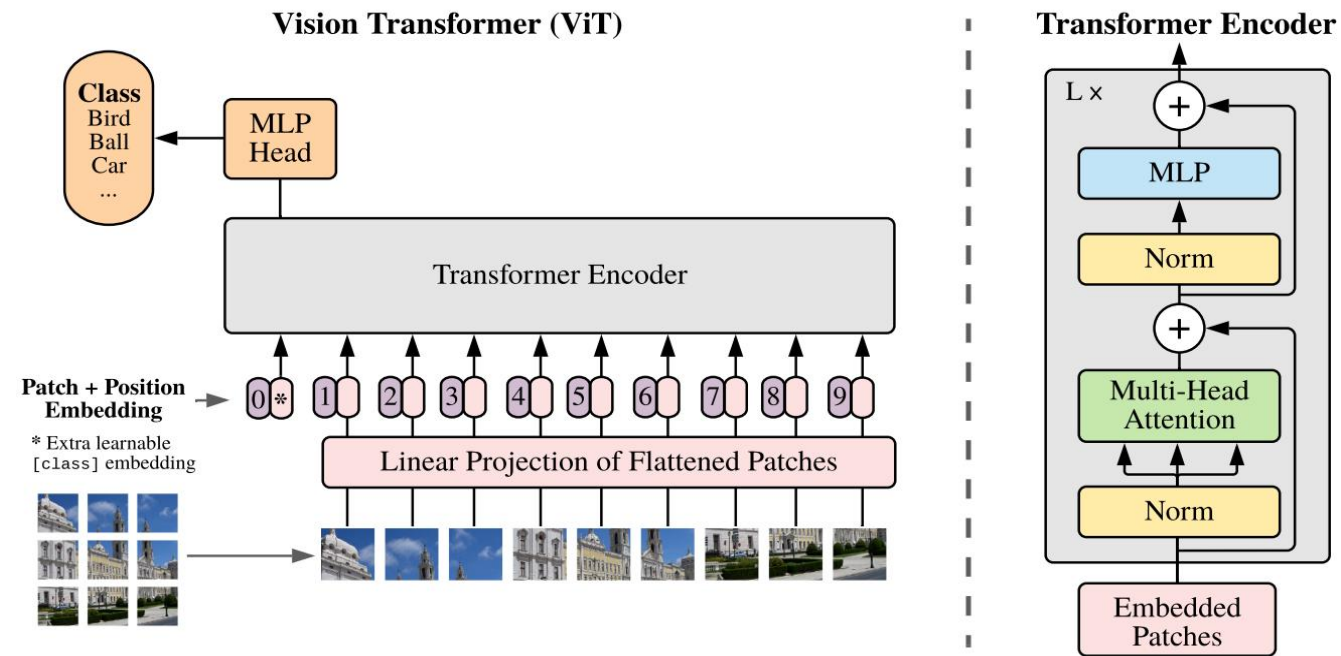 Vision Transformer (ViT)
Class
Bird
Ball
Car
...
MLP
Head
Transformer Encoder
Patch + Position
Embedding
0 * 1 2 3 4 5 6 7 8 9
* Extra learnable
[class] embedding
Linear Projection of Flattened Patches
Transformer Encoder
L ×
+
MLP
Norm
+
Multi-Head
Attention
Norm
Embedded
Patches